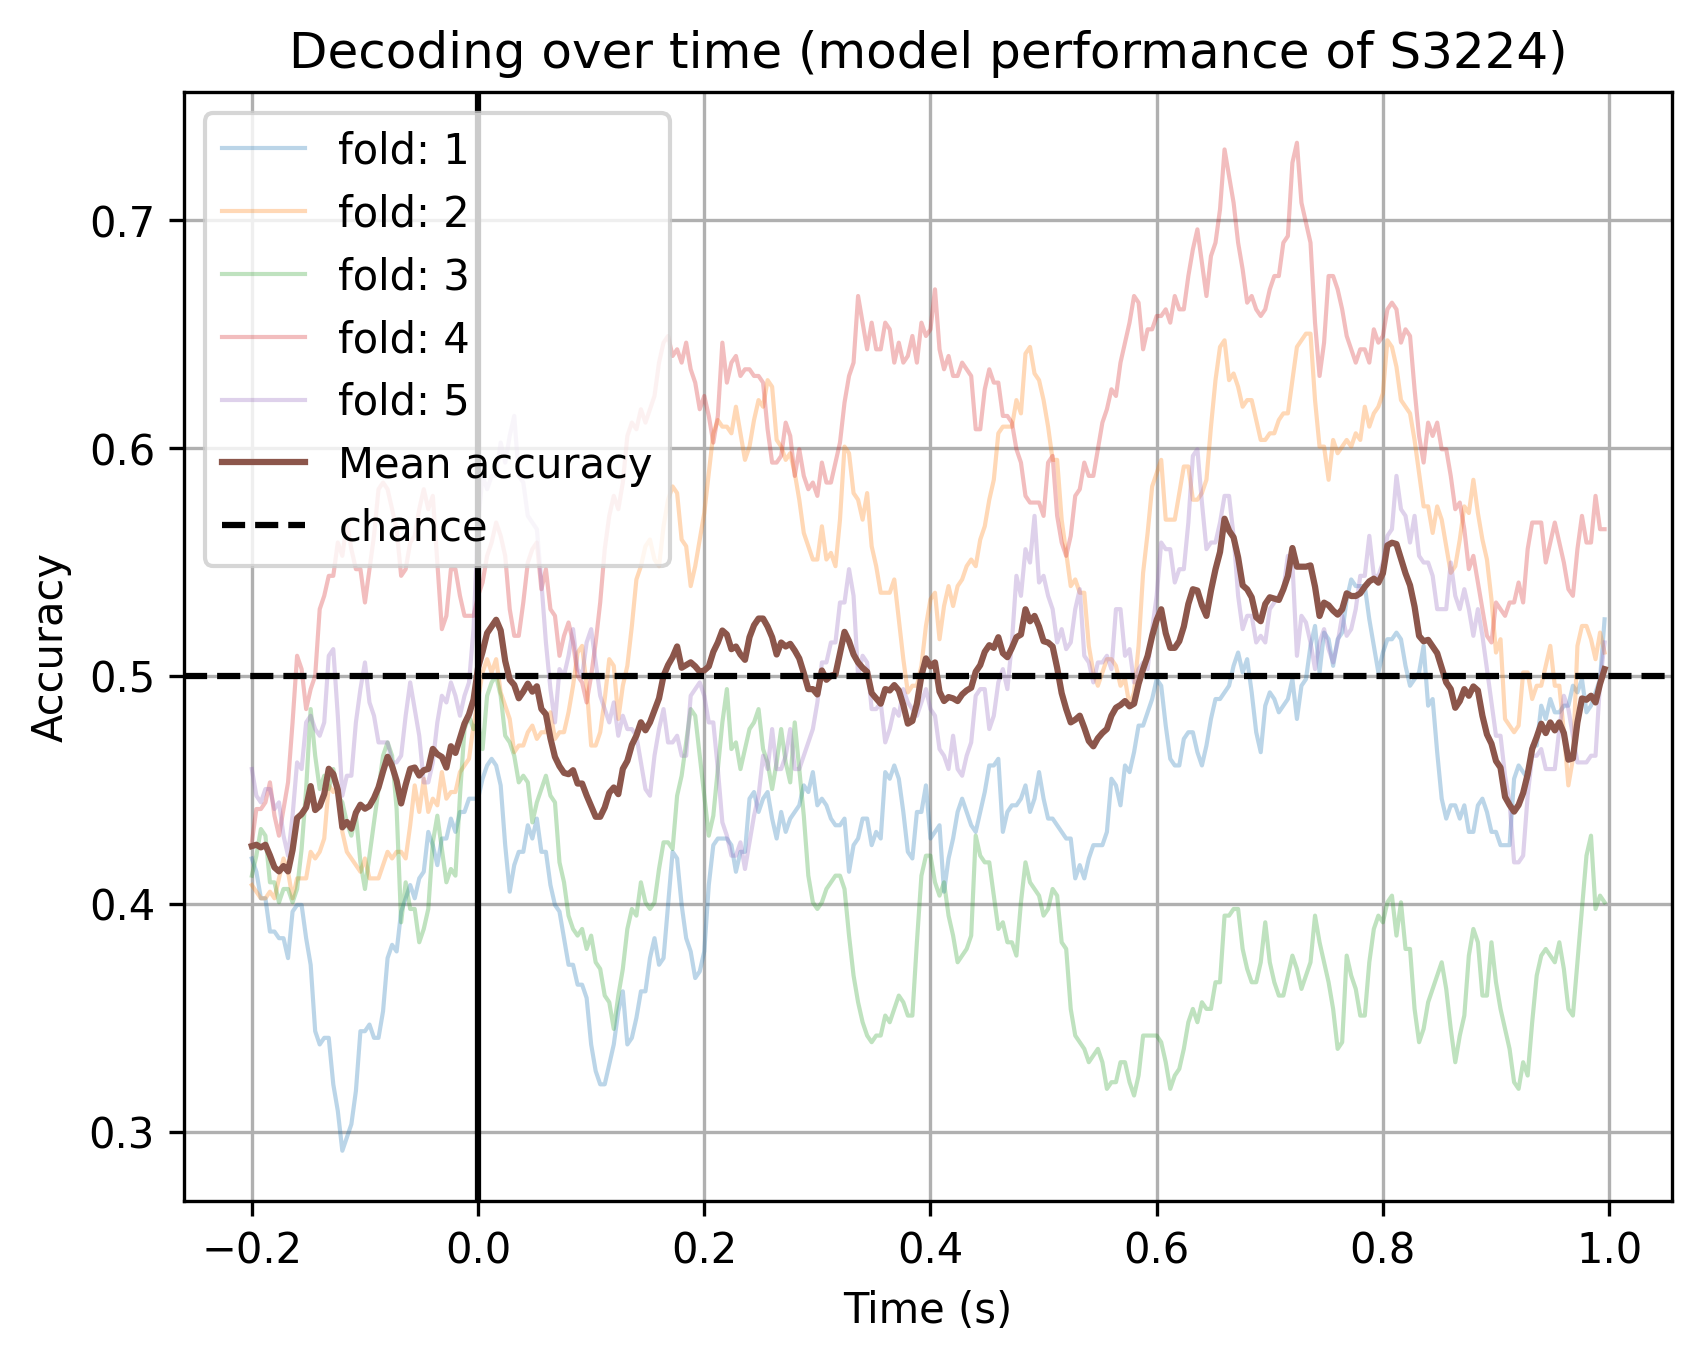 Decoding over time (model performance of S3224)
fold: 1
fold: 2
fold: 3
fold: 4
fold: 5
Mean accuracy
chance
Accuracy
0.7
0.6
0.5
0.4
0.3
−0.2 0.0 0.2 0.4 0.6 0.8 1.0
Time (s)